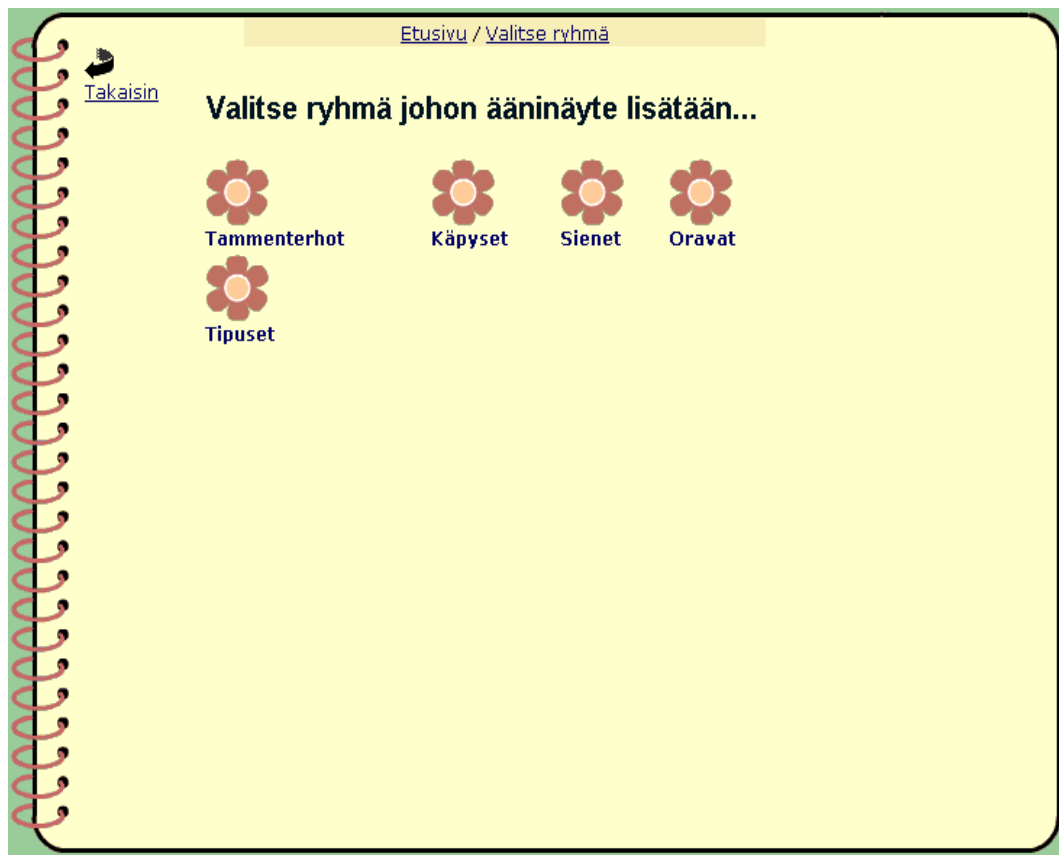 Etusivu / Valitse ryhmä
Takaisin
Valitse ryhmä johon ääninäyte lisätään...
Tammenterhot Käpyset Sienet Oravat
Tipuset